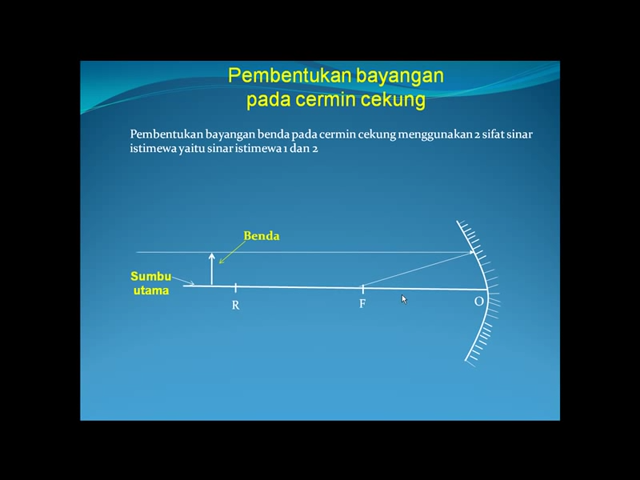 Pembentukan bayangan
pada cermin cekung
Pembentukan bayangan benda pada cermin cekung menggunakan 2 sifat sinar
istimewa yaitu sinar istimewa 1 dan 2
Benda
Sumbu
utama
R
F
O